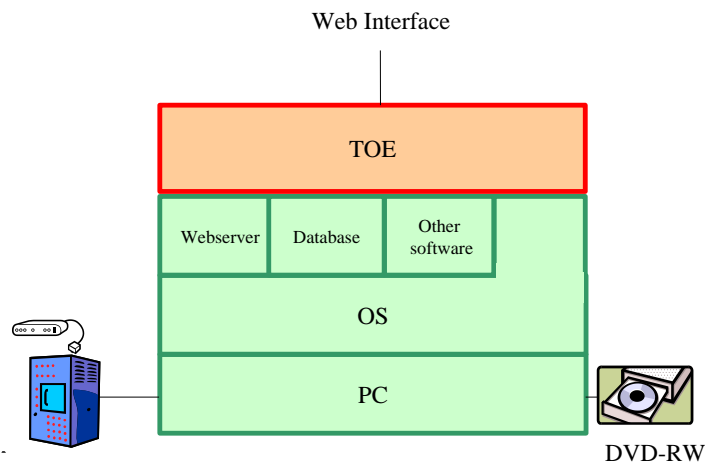 Web Interface
TOE
Webserver
Database
Other
software
OS
PC
DVD-RW